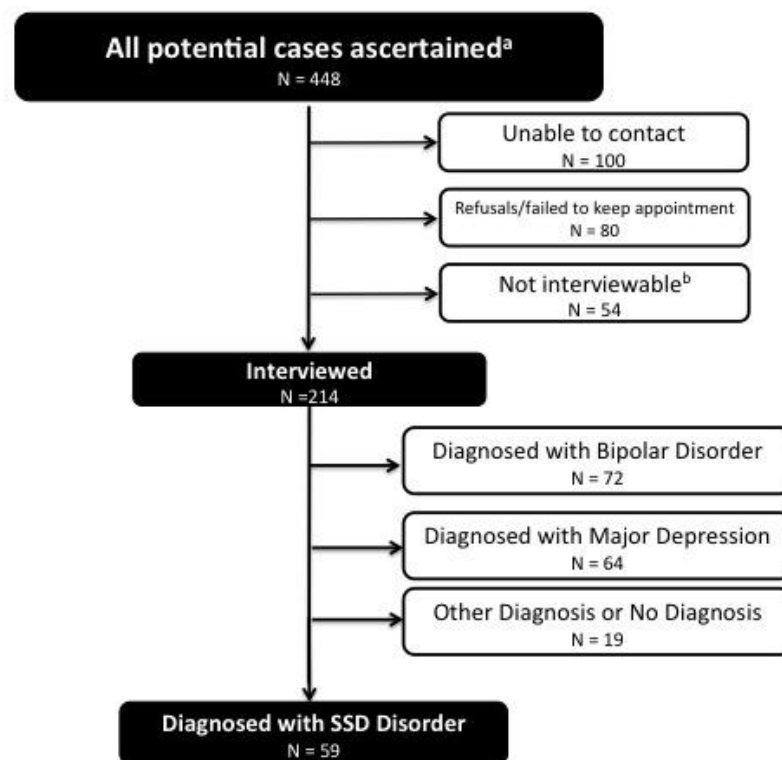 All potential cases ascertainedᵃ
N = 448
Unable to contact
N = 100
Refusals/failed to keep appointment
N = 80
Not interviewableᵇ
N = 54
Interviewed
N =214
Diagnosed with Bipolar Disorder
N = 72
Diagnosed with Major Depression
N = 64
Other Diagnosis or No Diagnosis
N = 19
Diagnosed with SSD Disorder
N = 59